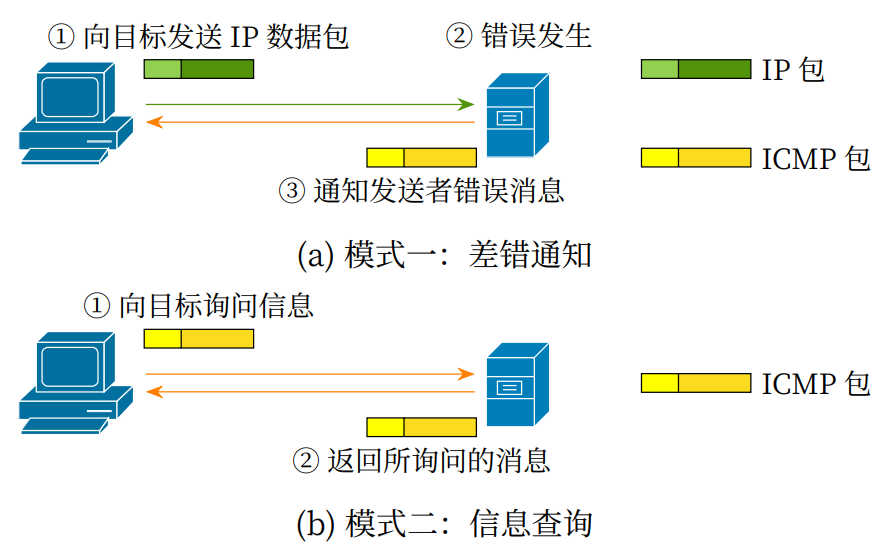 ① 向目标发送 IP 数据包
② 错误发生
IP 包
ICMP 包
③ 通知发送者错误消息
(a) 模式一：差错通知
① 向目标询问信息
ICMP 包
② 返回所询问的消息
(b) 模式二：信息查询